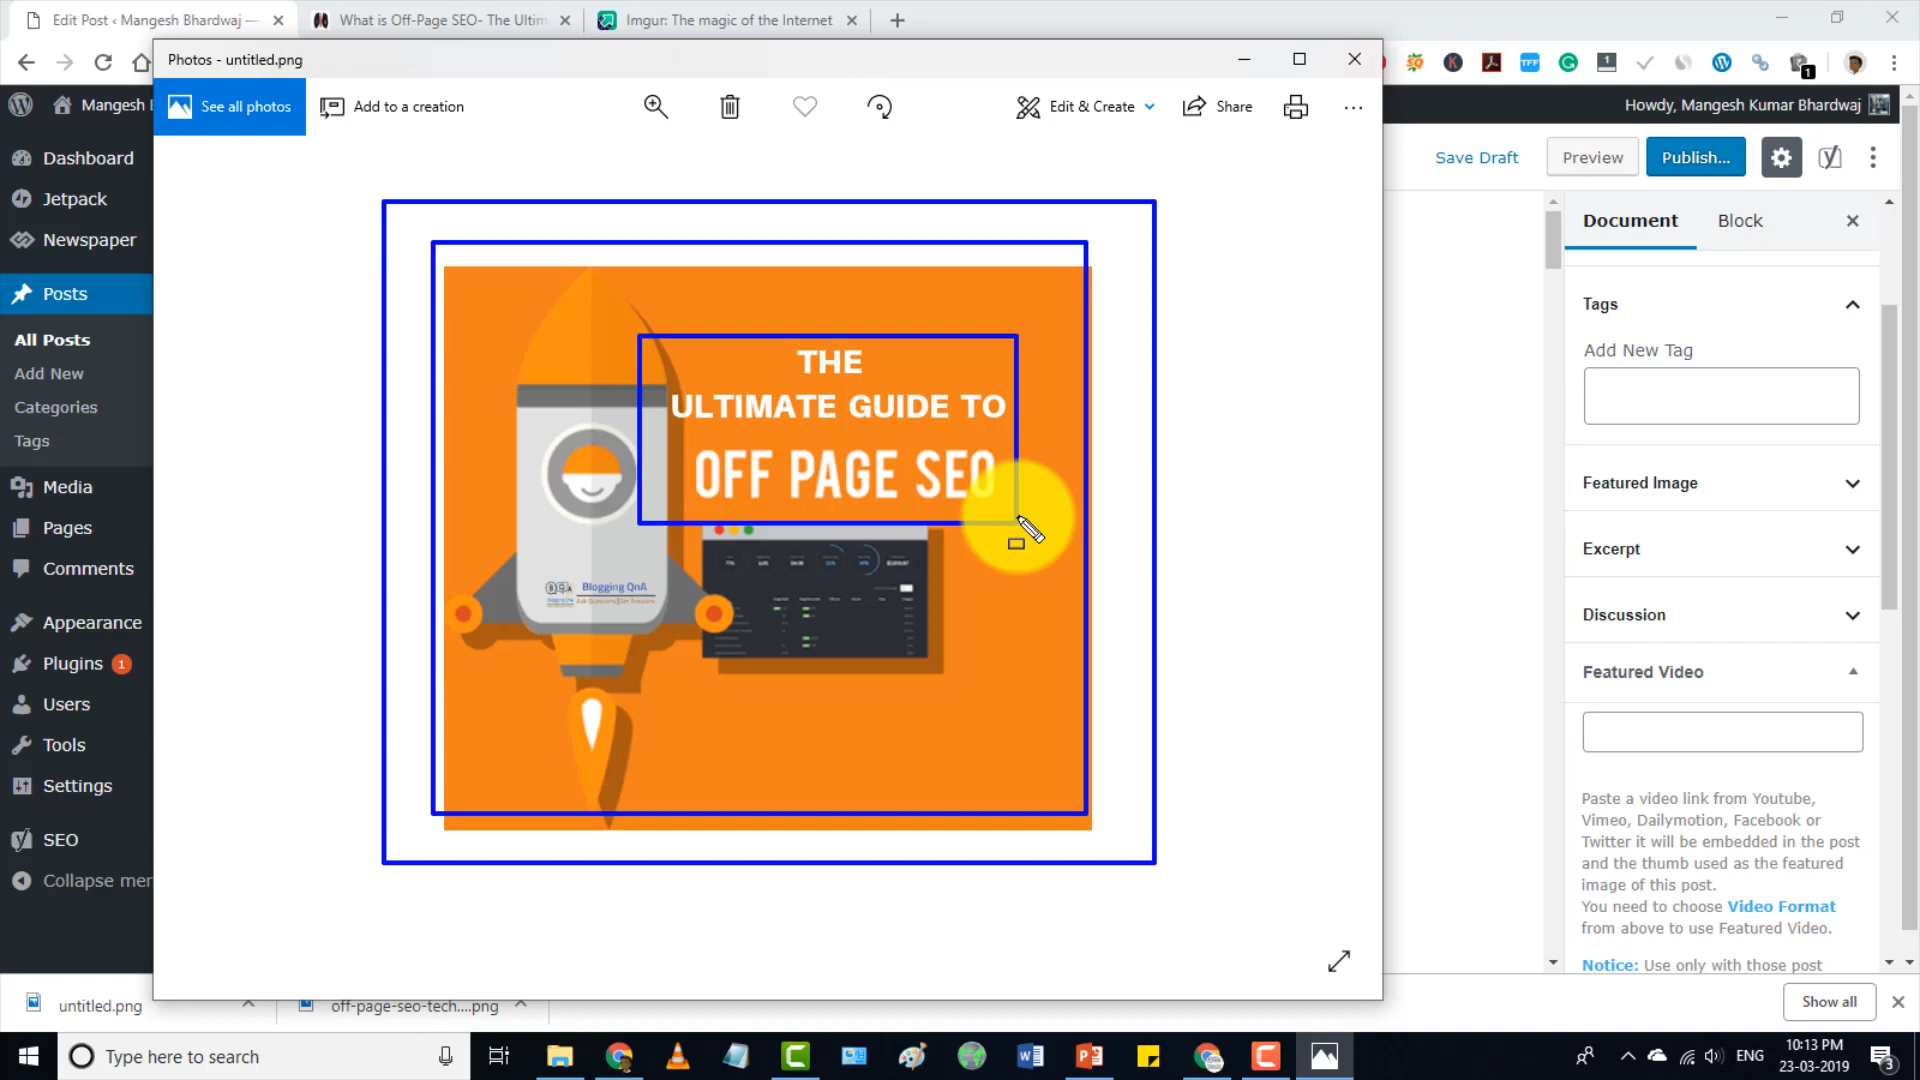 Edit Post ‹ Mangesh Bhardwaj —
What is Off-Page SEO- The Ultim
Imgur: The magic of the Internet
Photos - untitled.png
See all photos
Add to a creation
Edit & Create
Share
Mangesh
Howdy, Mangesh Kumar Bhardwaj
Save Draft
Preview
Publish...
Dashboard
Jetpack
Newspaper
Posts
All Posts
Add New
Categories
Tags
Media
Pages
Comments
Appearance
Plugins 1
Users
Tools
Settings
SEO
Collapse mer
THE
ULTIMATE GUIDE TO
OFF PAGE SEO
BQA
Blogging QnA
Ask Questions|Get Answers
Document
Block
Tags
Add New Tag
Featured Image
Excerpt
Discussion
Featured Video
Paste a video link from Youtube,
Vimeo, Dailymotion, Facebook or
Twitter it will be embedded in the post
and the thumb used as the featured
image of this post.
You need to choose Video Format
from above to use Featured Video.
Notice: Use only with those post
untitled.png
off-page-seo-tech....png
Show all
Type here to search
ENG
10:13 PM
23-03-2019
3